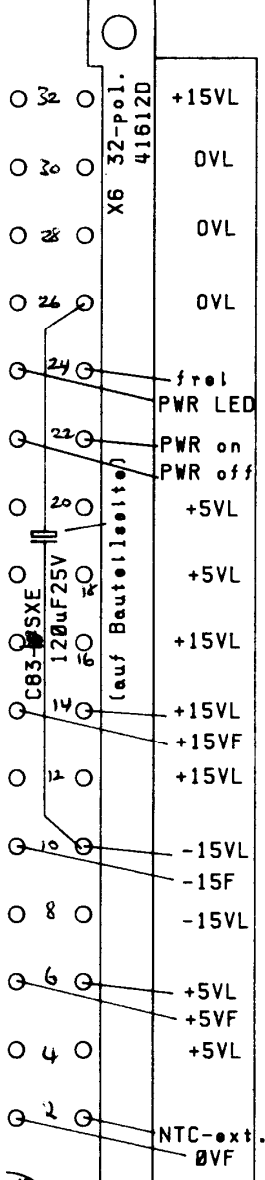 X6 32-pol.
41612D
32 +15VL
30 0VL
28 0VL
26 0VL
24 frei
PWR LED
22 PWR on
PWR off
20 +5VL
18 +5VL
16 +15VL
14 +15VL
+15VF
12 +15VL
10 -15VL
-15F
8 -15VL
6 +5VL
+5VF
4 +5VL
2 NTC-ext.
ØVF
SXE
120uF25V
(auf Bauteilseite)